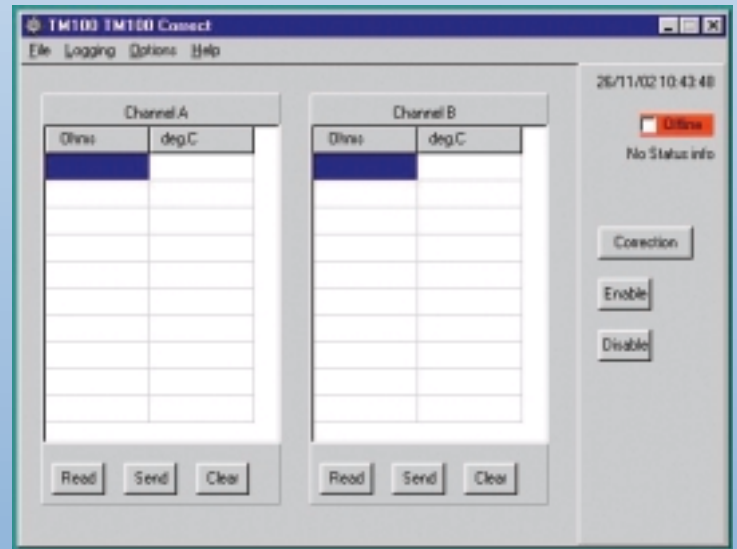 TM100 TM100 Correct
File Logging Options Help
26/11/02 10:43:48
Offline
No Status info
Channel A
Ohms deg.C
Read Send Clear
Channel B
Ohms deg.C
Read Send Clear
Correction
Enable
Disable